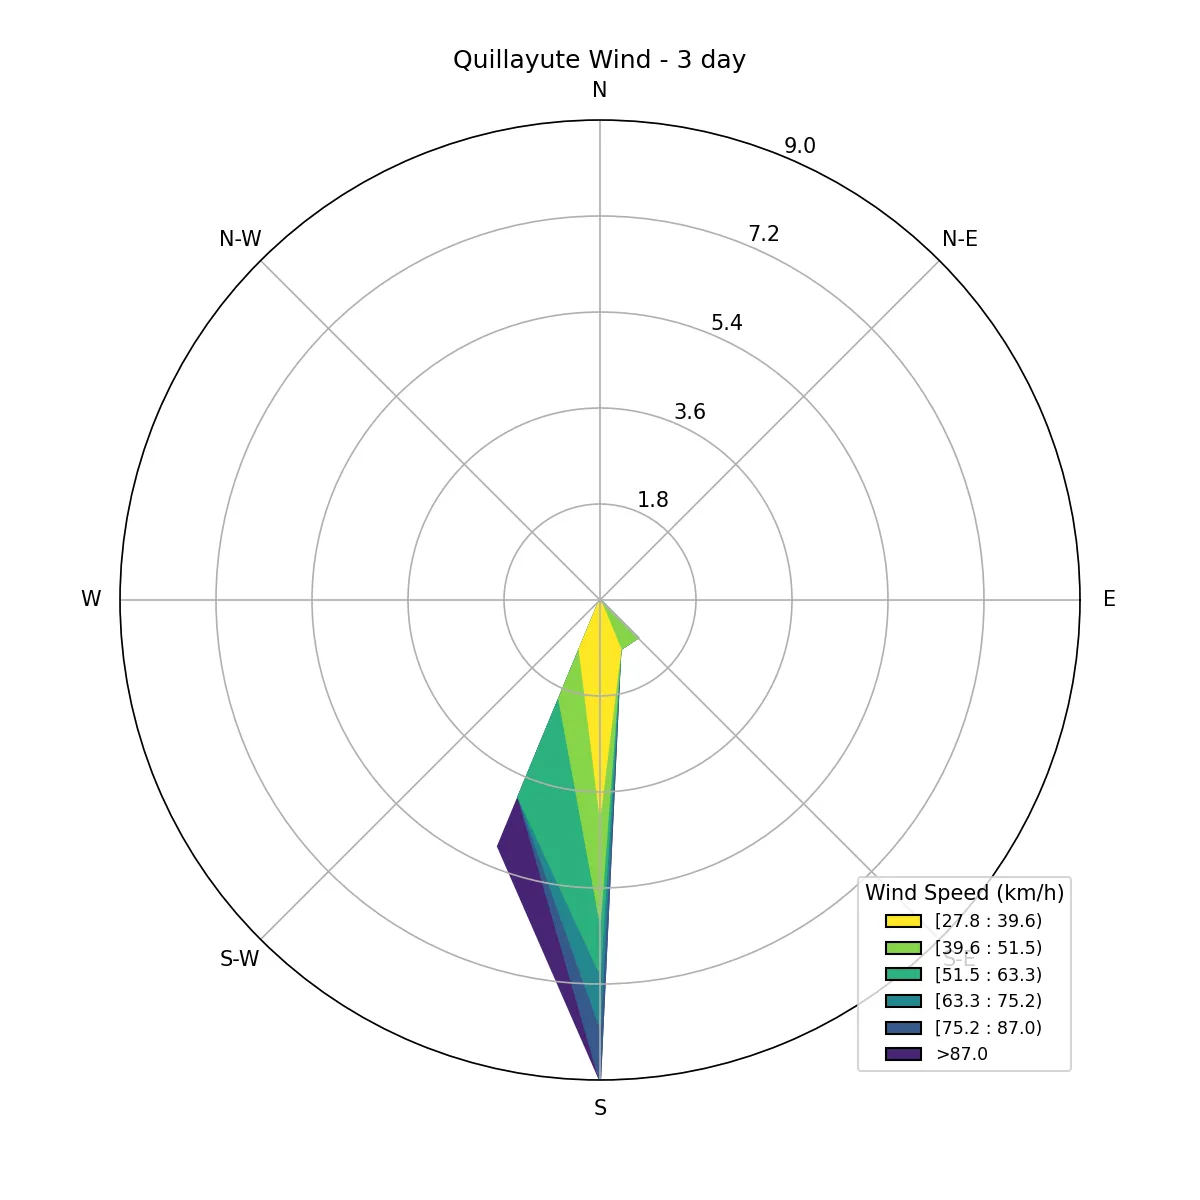 Quillayute Wind - 3 day
N
9.0
N-W
7.2
N-E
5.4
3.6
1.8
W
E
S-W
S-E
Wind Speed (km/h)
[27.8 : 39.6)
[39.6 : 51.5)
[51.5 : 63.3)
[63.3 : 75.2)
[75.2 : 87.0)
>87.0
S